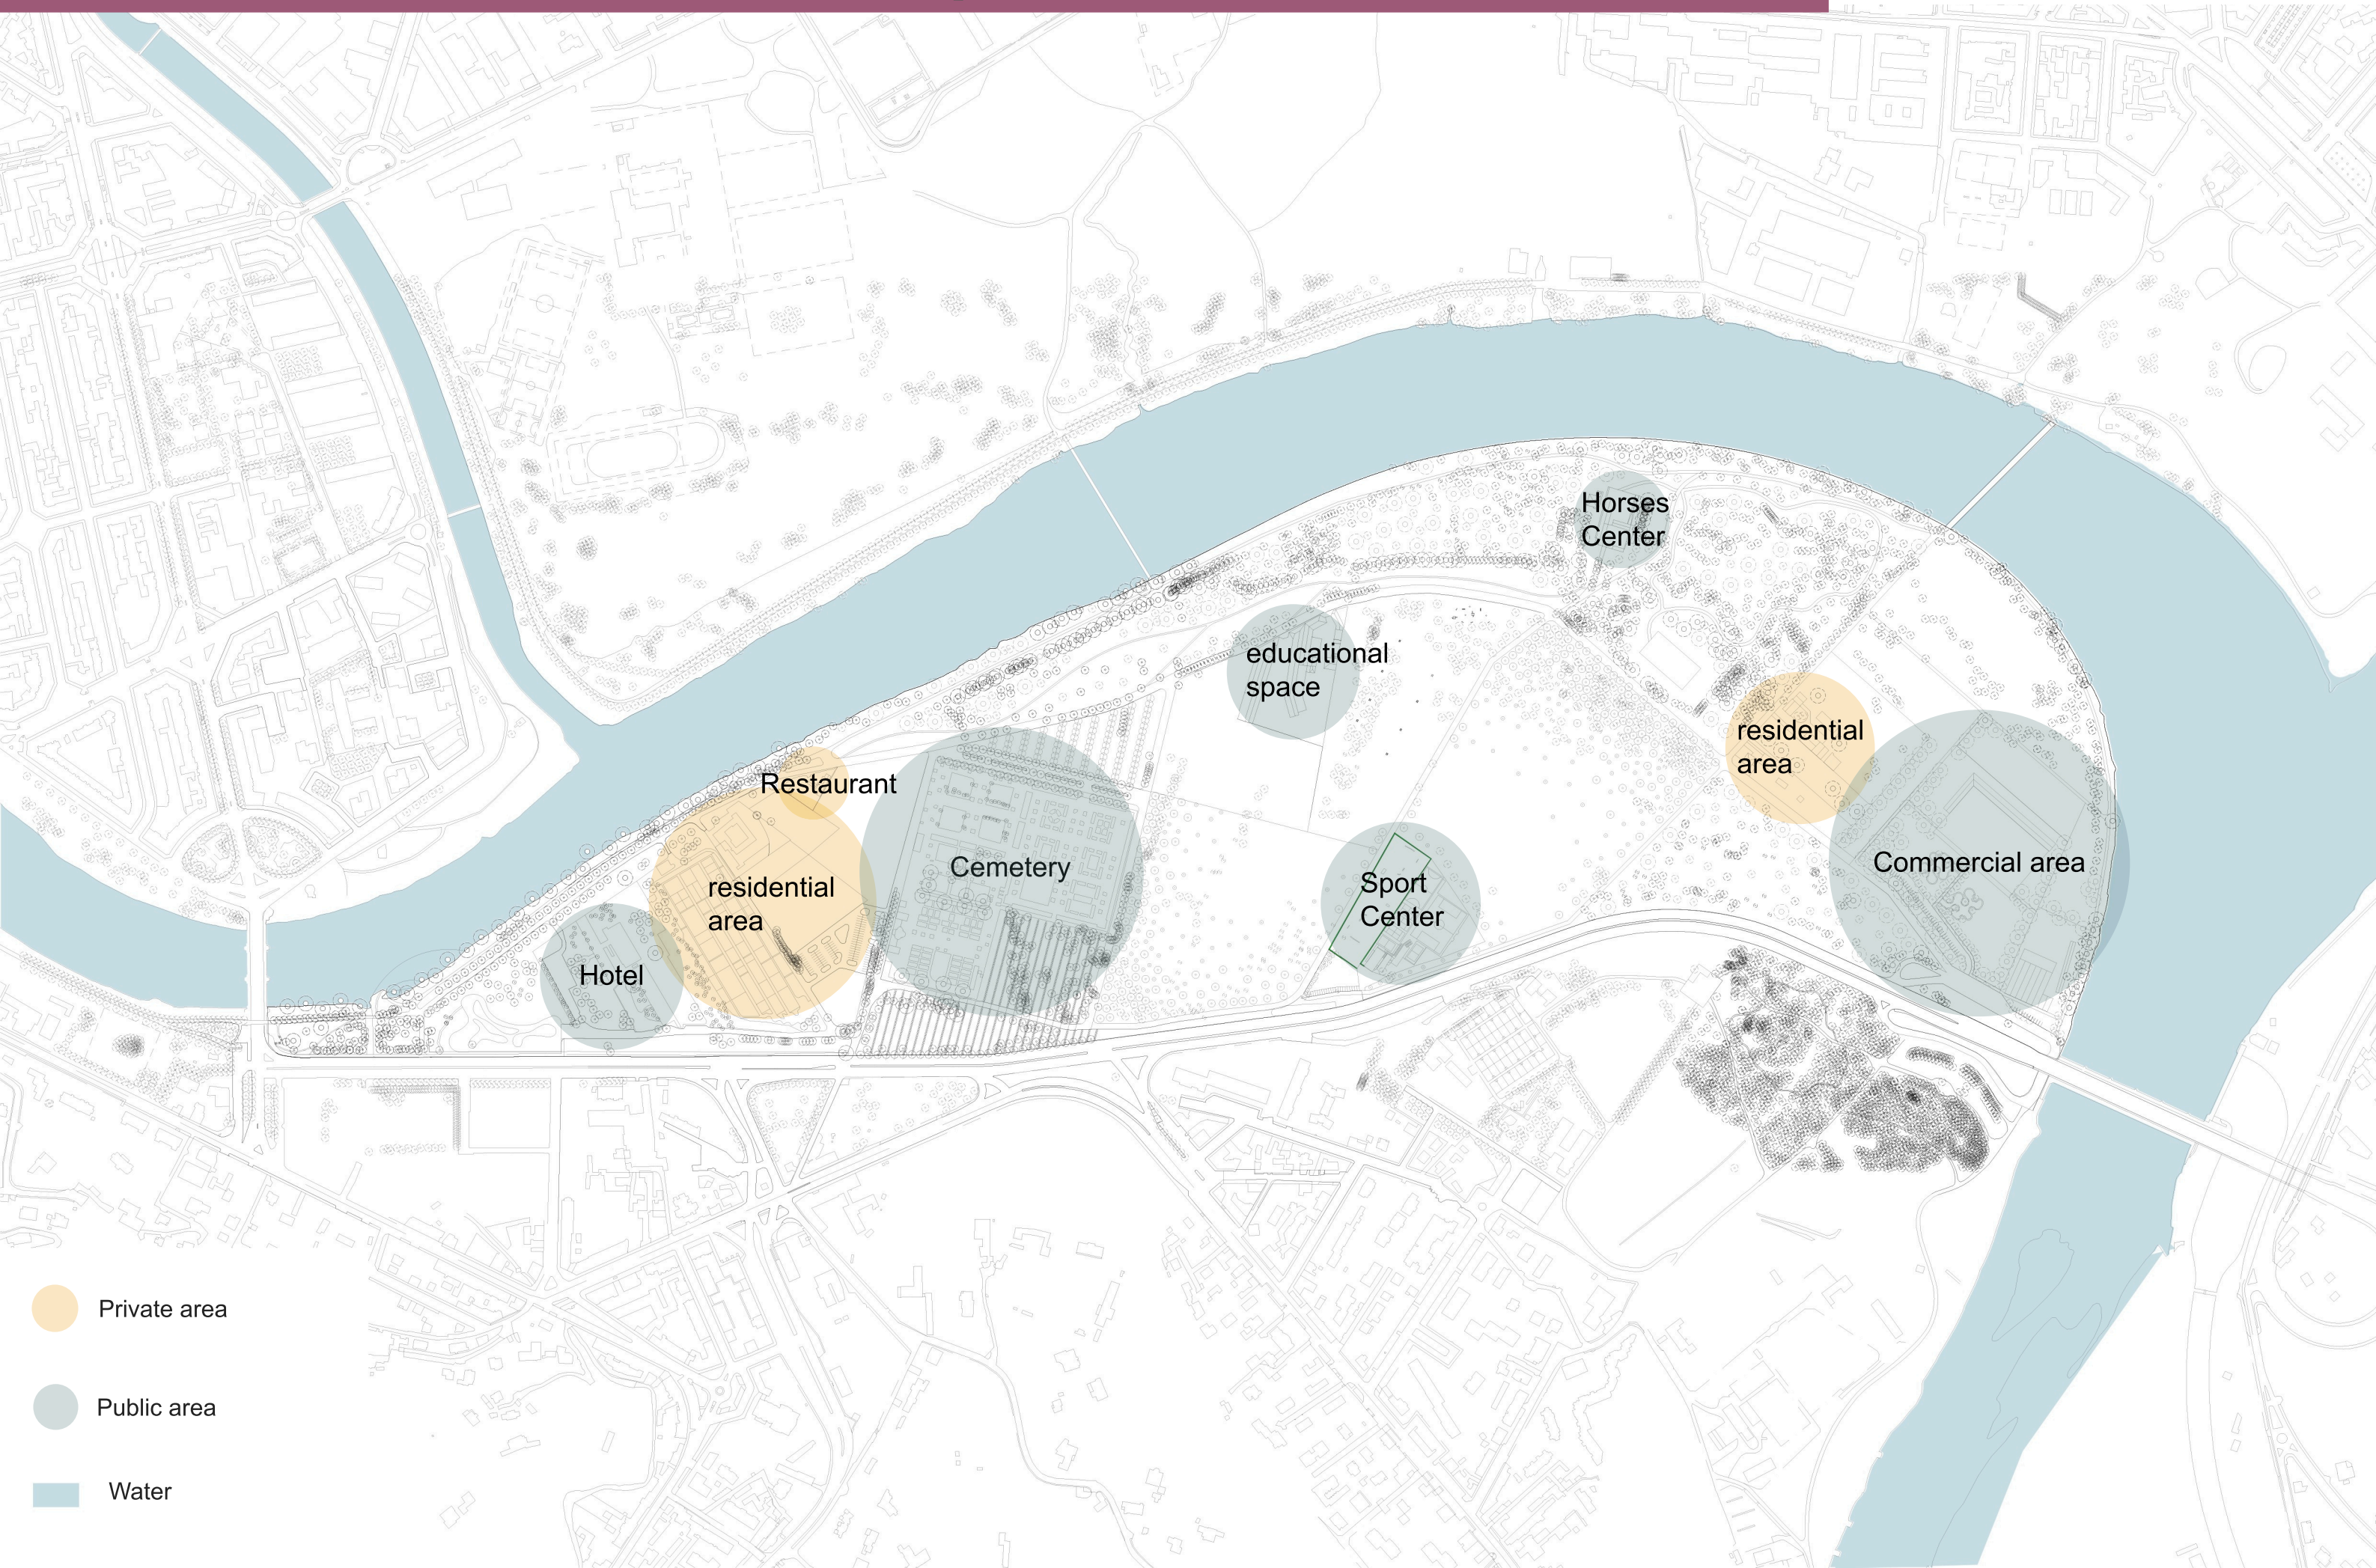 Horses
Center
educational
space
residential
area
Restaurant
Commercial area
Cemetery
Sport
Center
residential
area
Hotel
Private area
Public area
Water